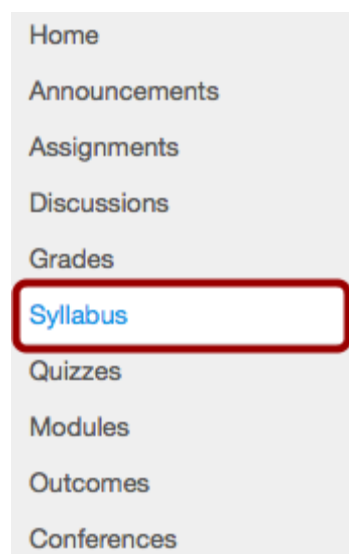 Home
Announcements
Assignments
Discussions
Grades
Syllabus
Quizzes
Modules
Outcomes
Conferences